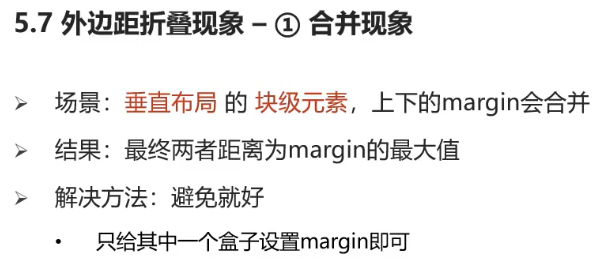 5.7 外边距折叠现象 – ① 合并现象
➢ 场景：垂直布局 的 块级元素，上下的margin会合并
➢ 结果：最终两者距离为margin的最大值
➢ 解决方法：避免就好
• 只给其中一个盒子设置margin即可